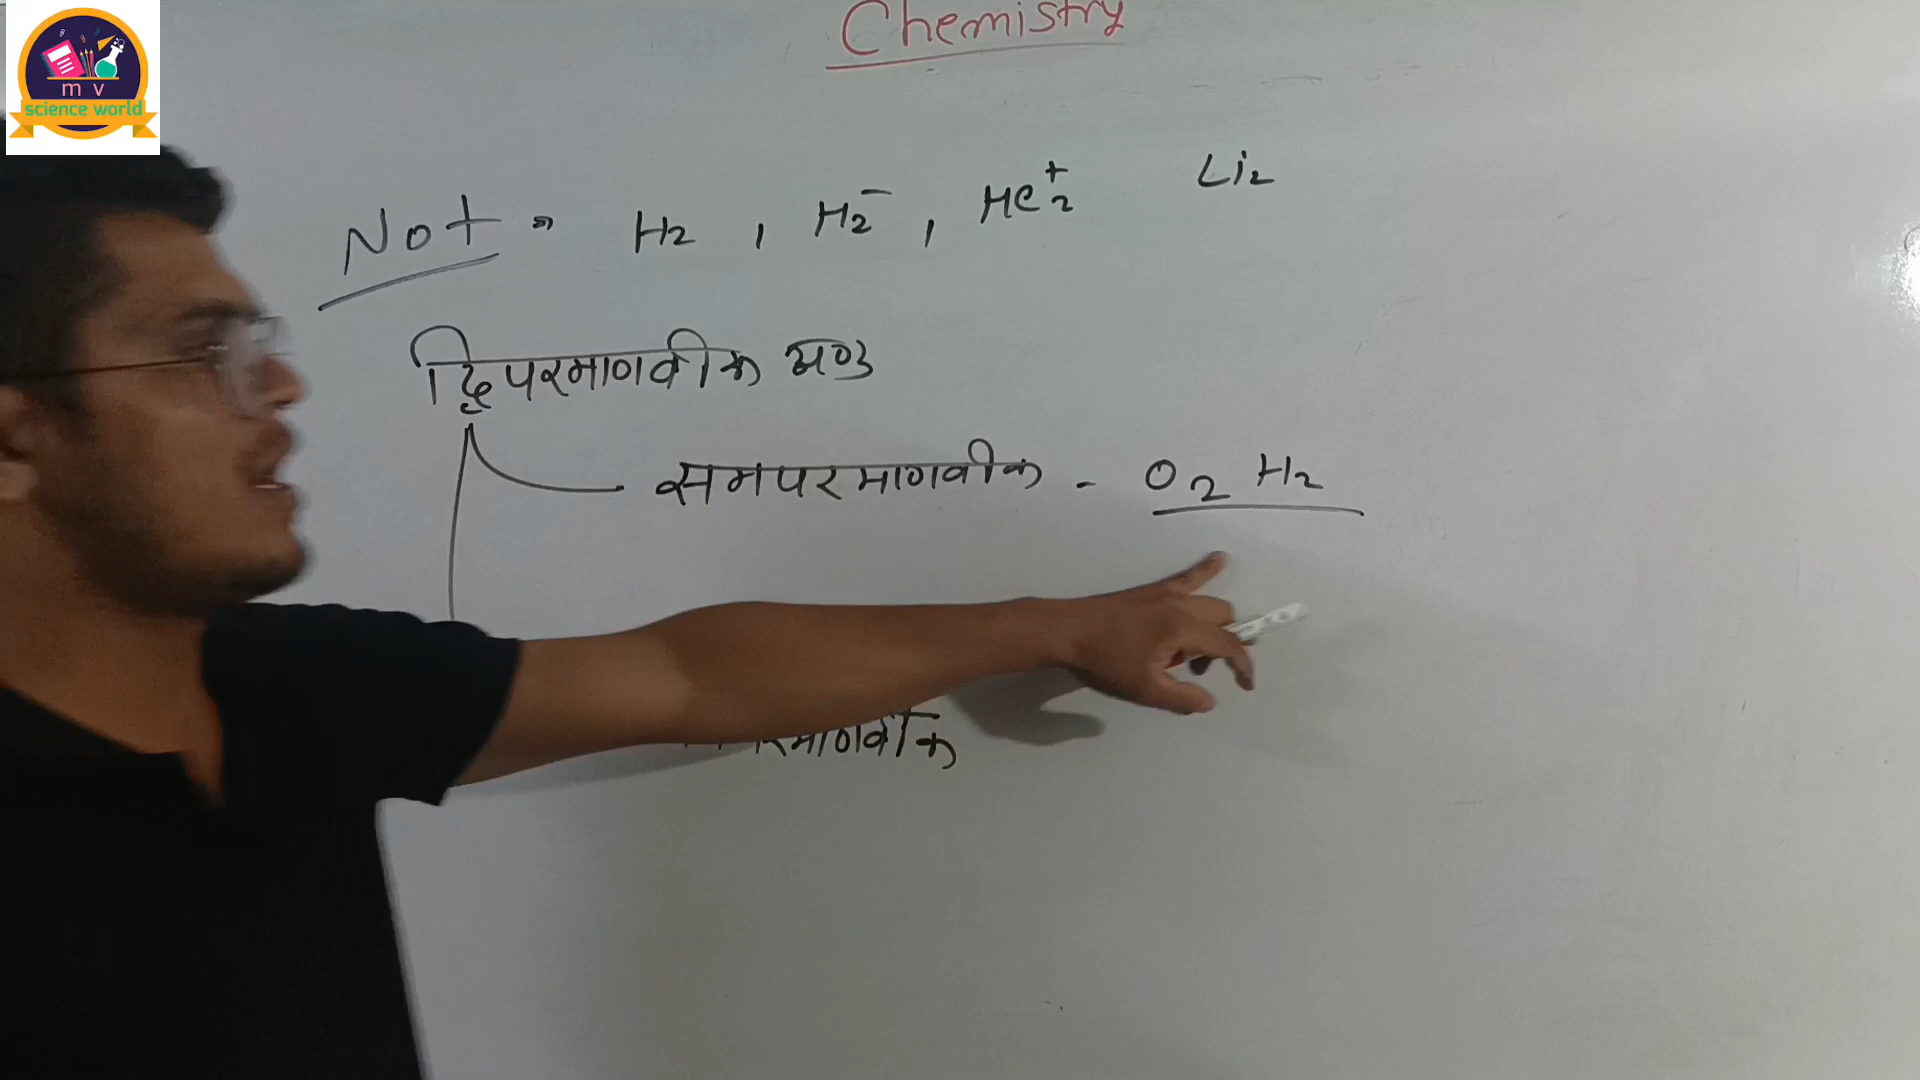 m v
science world
Chemistry
Not = H₂ , H₂⁻ , He₂⁺ Li₂
द्विपरमाणवीक अणु
समपरमाणवीक - O₂ H₂